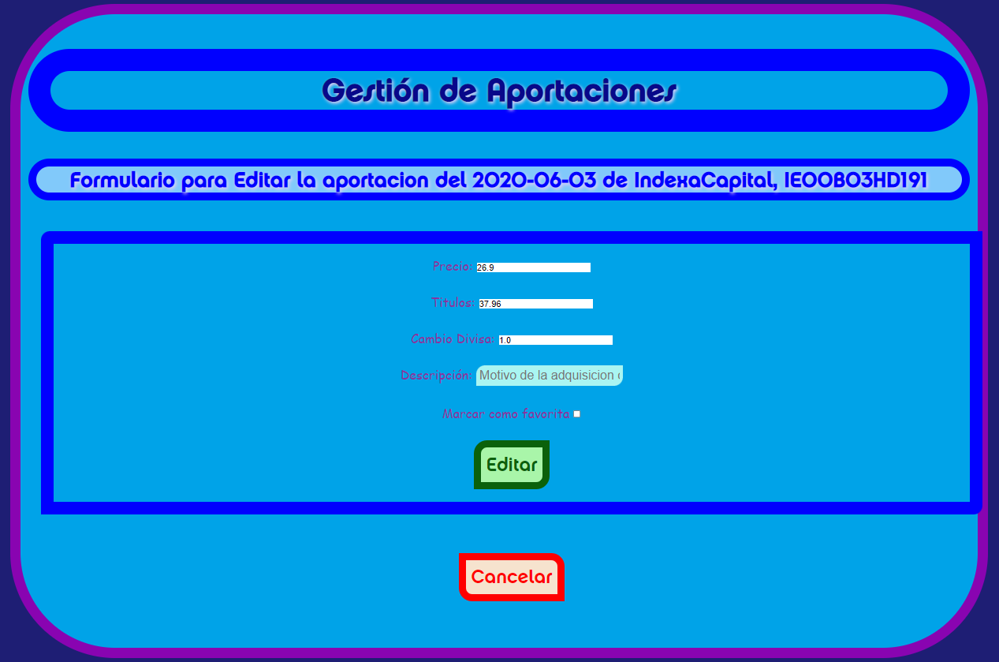 Gestión de Aportaciones
Formulario para Editar la aportacion del 2020-06-03 de IndexaCapital, IE00B03HD191
Precio: 26.9
Titulos: 37.96
Cambio Divisa: 1.0
Descripción: Motivo de la adquisicion
Marcar como favorita
Editar
Cancelar